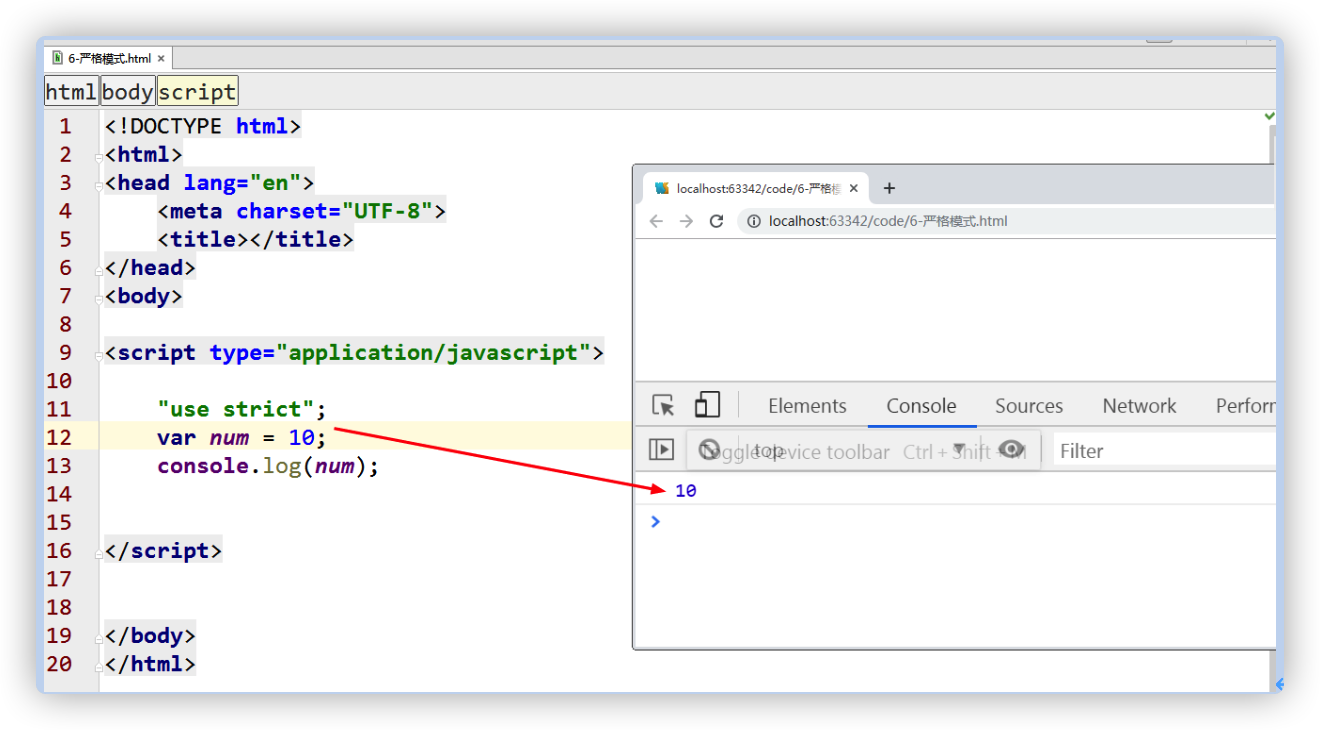 6-严格模式.html ×
html body script
1 <!DOCTYPE html>
2 <html>
3 <head lang="en">
4 <meta charset="UTF-8">
5 <title></title>
6 </head>
7 <body>
8
9 <script type="application/javascript">
10
11 "use strict";
12 var num = 10;
13 console.log(num);
14
15
16 </script>
17
18
19 </body>
20 </html>
localhost:63342/code/6-严格模 × +
localhost:63342/code/6-严格模式.html
Elements Console Sources Network Perforr
top
Toggle device toolbar Ctrl + Shift + M
Filter
10
>